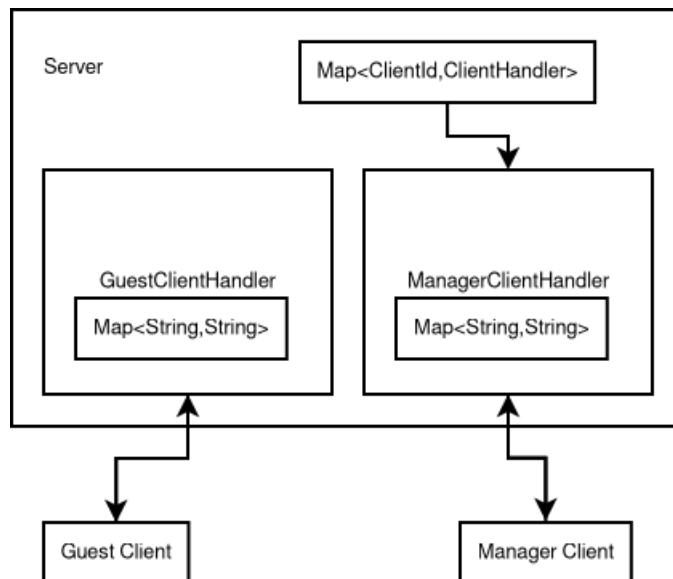 Server
Map<ClientId,ClientHandler>
GuestClientHandler
Map<String,String>
ManagerClientHandler
Map<String,String>
Guest Client
Manager Client